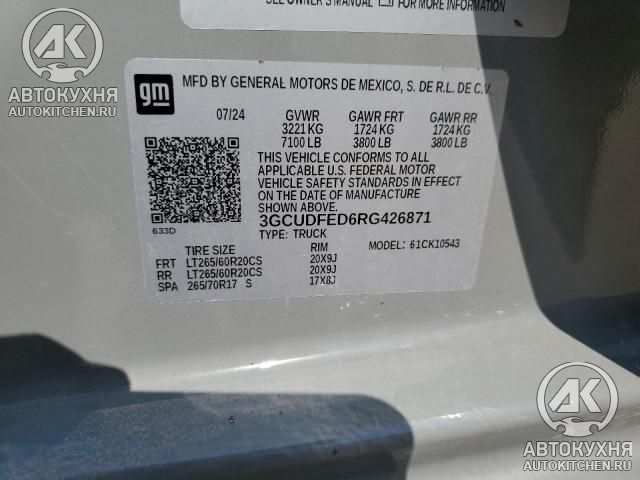 SEE OWNER'S MANUAL FOR MORE INFORMATION
gm MFD BY GENERAL MOTORS DE MEXICO, S. DE R.L. DE C.V.
07/24 GVWR GAWR FRT GAWR RR
3221 KG 1724 KG 1724 KG
7100 LB 3800 LB 3800 LB
THIS VEHICLE CONFORMS TO ALL
APPLICABLE U.S. FEDERAL MOTOR
VEHICLE SAFETY STANDARDS IN EFFECT
ON THE DATE OF MANUFACTURE
SHOWN ABOVE.
3GCUDFED6RG426871
633D
TYPE: TRUCK MODEL: 61CK10543
TIRE SIZE RIM
FRT LT265/60R20CS 20X9J
RR LT265/60R20CS 20X9J
SPA 265/70R17 S 17X8J
АК
АВТОКУХНЯ
AUTOKITCHEN.RU
АК
АВТОКУХНЯ
AUTOKITCHEN.RU